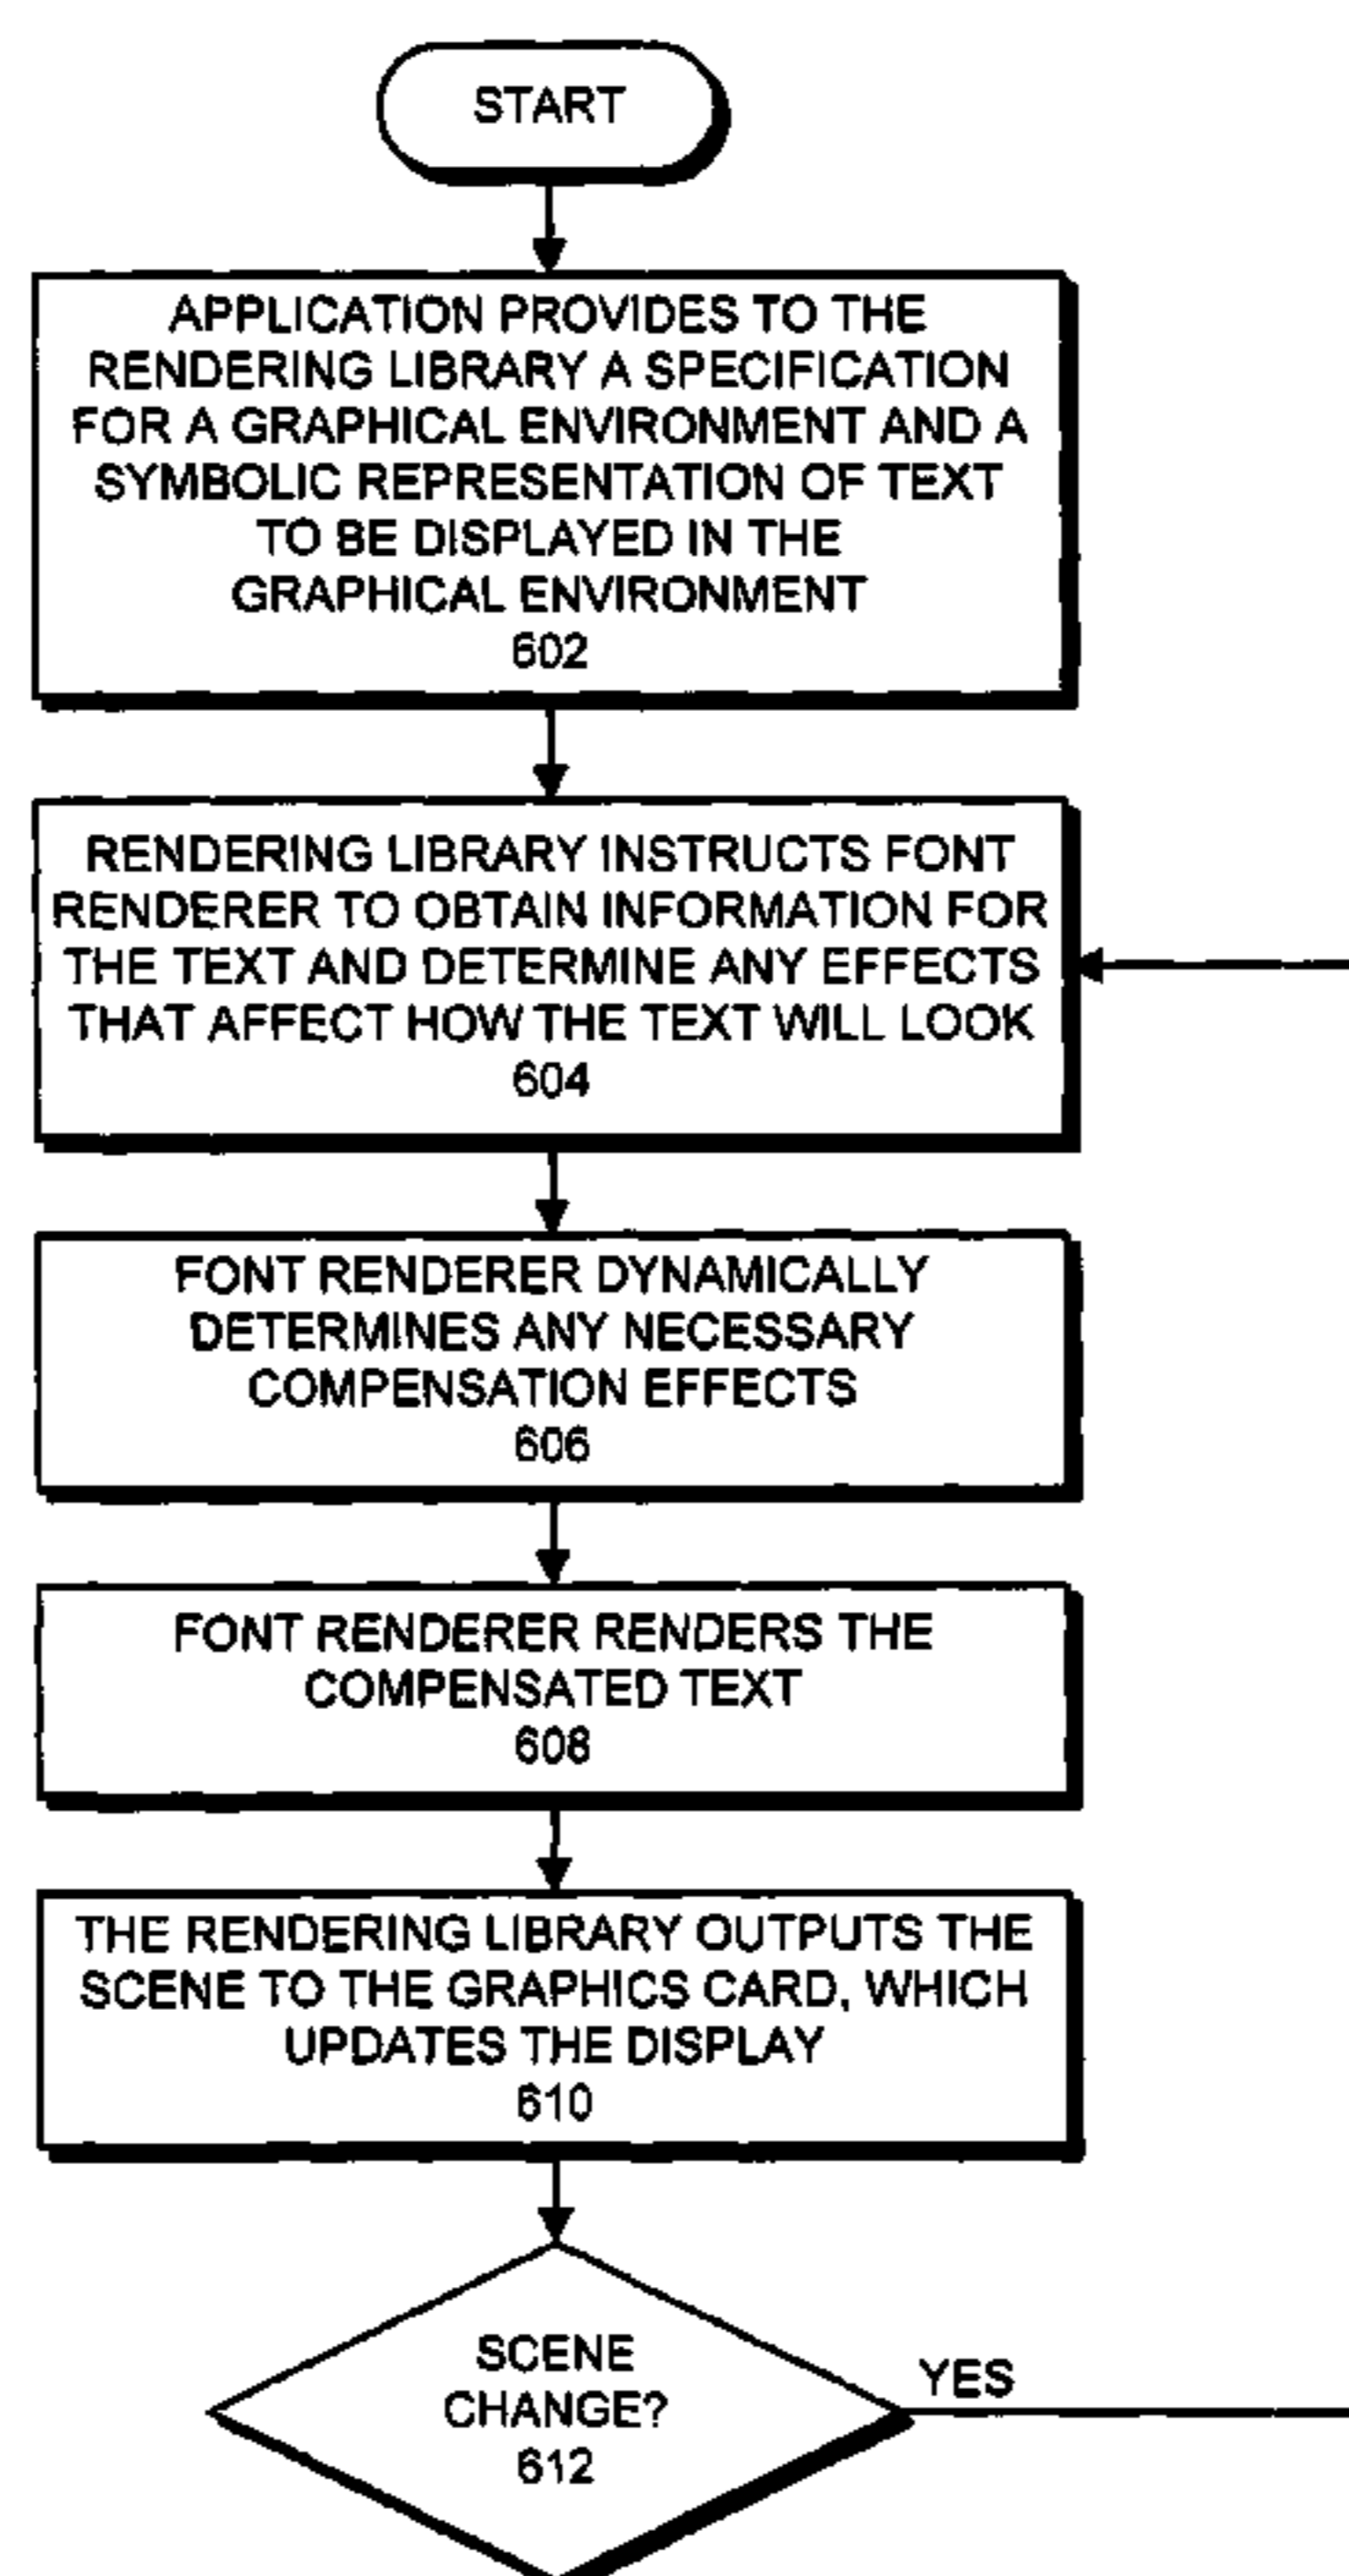 START
APPLICATION PROVIDES TO THE
RENDERING LIBRARY A SPECIFICATION
FOR A GRAPHICAL ENVIRONMENT AND A
SYMBOLIC REPRESENTATION OF TEXT
TO BE DISPLAYED IN THE
GRAPHICAL ENVIRONMENT
602
RENDERING LIBRARY INSTRUCTS FONT
RENDERER TO OBTAIN INFORMATION FOR
THE TEXT AND DETERMINE ANY EFFECTS
THAT AFFECT HOW THE TEXT WILL LOOK
604
FONT RENDERER DYNAMICALLY
DETERMINES ANY NECESSARY
COMPENSATION EFFECTS
606
FONT RENDERER RENDERS THE
COMPENSATED TEXT
608
THE RENDERING LIBRARY OUTPUTS THE
SCENE TO THE GRAPHICS CARD, WHICH
UPDATES THE DISPLAY
610
SCENE
CHANGE?
612
YES